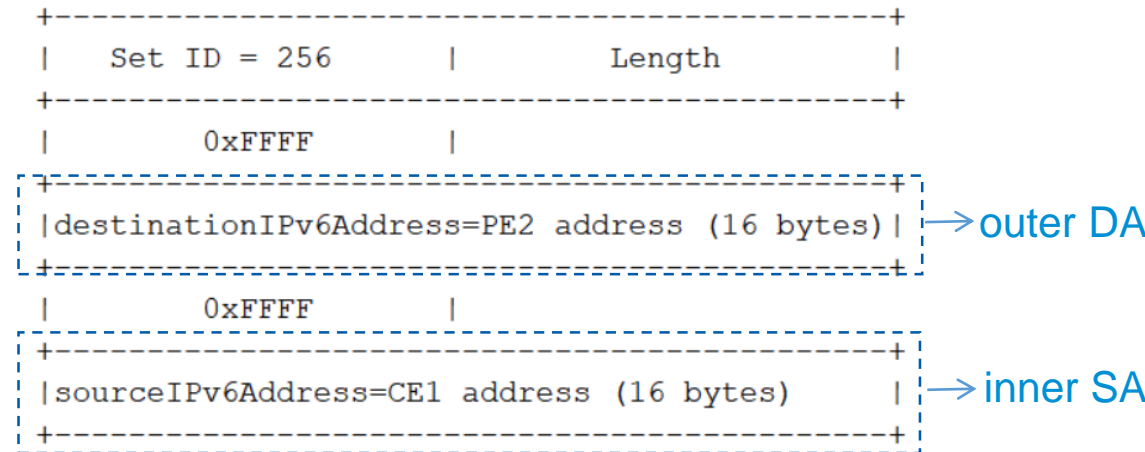 +---------------------------------------------+
|   Set ID = 256      |        Length         |
+---------------------------------------------+
|        0xFFFF       |
+---------------------------------------------+
|destinationIPv6Address=PE2 address (16 bytes)| outer DA
+---------------------------------------------+
|        0xFFFF       |
+---------------------------------------------+
|sourceIPv6Address=CE1 address (16 bytes)     | inner SA
+---------------------------------------------+